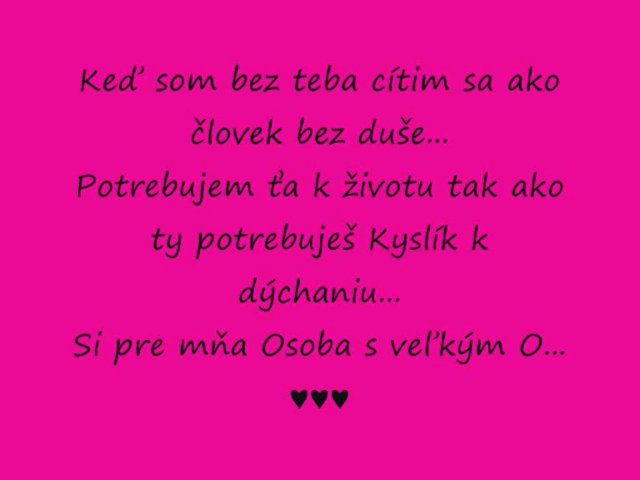 Keď som bez teba cítim sa ako
človek bez duše...
Potrebujem ťa k životu tak ako
ty potrebuješ Kyslík k
dýchaniu...
Si pre mňa Osoba s veľkým O...
♥♥♥